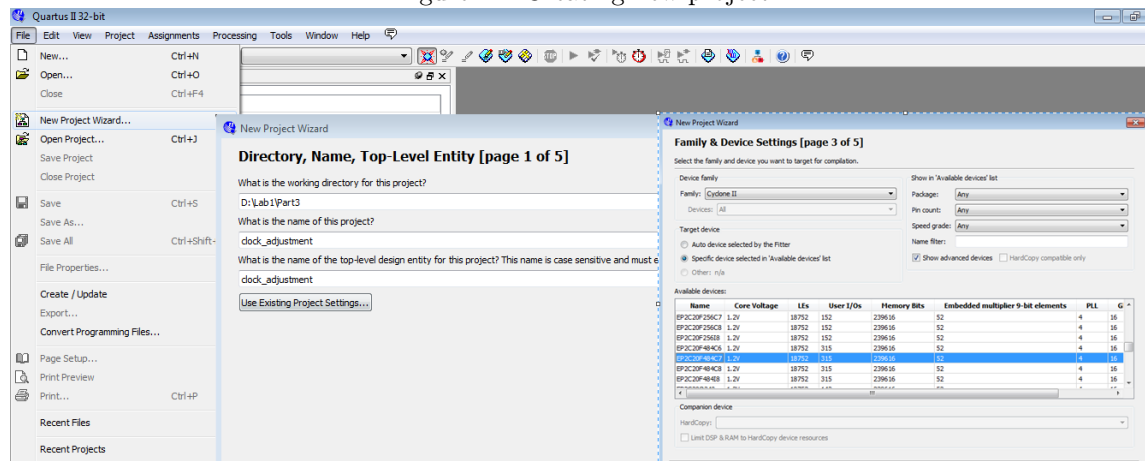 Quartus II 32-bit
File Edit View Project Assignments Processing Tools Window Help
New... Ctrl+N
Open... Ctrl+O
Close Ctrl+F4
New Project Wizard...
Open Project... Ctrl+J
Save Project
Close Project
Save Ctrl+S
Save As...
Save All Ctrl+Shift-
File Properties...
Create / Update
Export...
Convert Programming Files...
Page Setup...
Print Preview
Print... Ctrl+P
Recent Files
Recent Projects
New Project Wizard
Directory, Name, Top-Level Entity [page 1 of 5]
What is the working directory for this project?
D:\Lab1\Part3
What is the name of this project?
clock_adjustment
What is the name of the top-level design entity for this project? This name is case sensitive and must e
clock_adjustment
Use Existing Project Settings...
New Project Wizard
Family & Device Settings [page 3 of 5]
Select the family and device you want to target for compilation.
Device family
Family: Cyclone II
Devices: All
Target device
Auto device selected by the Fitter
Specific device selected in 'Available devices' list
Other: n/a
Show in 'Available devices' list
Package: Any
Pin count: Any
Speed grade: Any
Name filter:
Show advanced devices HardCopy compatible only
Available devices:
Name Core Voltage LEs User I/Os Memory Bits Embedded multiplier 9-bit elements PLL G
EP2C20F256C7 1.2V 18752 152 239616 52 4 16
EP2C20F256C8 1.2V 18752 152 239616 52 4 16
EP2C20F256I8 1.2V 18752 152 239616 52 4 16
EP2C20F484C6 1.2V 18752 315 239616 52 4 16
EP2C20F484C7 1.2V 18752 315 239616 52 4 16
EP2C20F484C8 1.2V 18752 315 239616 52 4 16
EP2C20F484I8 1.2V 18752 315 239616 52 4 16
Companion device
HardCopy:
Limit DSP & RAM to HardCopy device resources